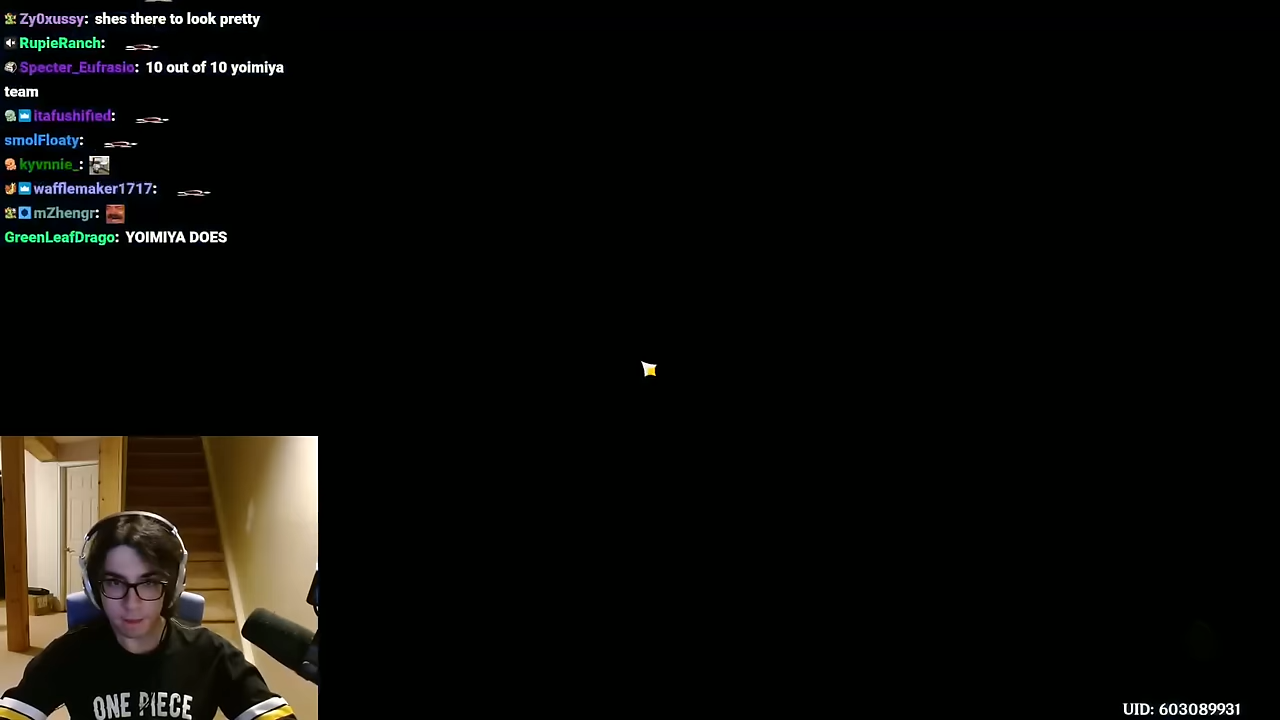 Zy0xussy: shes there to look pretty
RupieRanch:
Specter_Eufrasio: 10 out of 10 yoimiya
team
itafushified:
smolFloaty:
kyvnnie_:
wafflemaker1717:
mZhengr:
GreenLeafDrago: YOIMIYA DOES
ONE PIECE
UID: 603089931